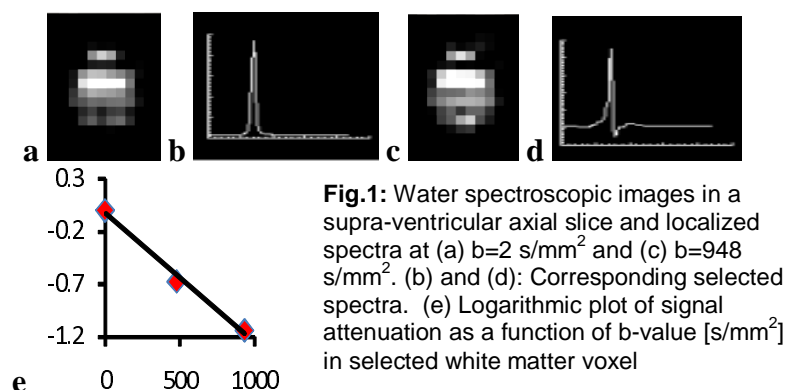 a b c d
0.3
-0.2
-0.7
-1.2
0 500 1000
e
Fig.1: Water spectroscopic images in a
supra-ventricular axial slice and localized
spectra at (a) b=2 s/mm² and (c) b=948
s/mm². (b) and (d): Corresponding selected
spectra. (e) Logarithmic plot of signal
attenuation as a function of b-value [s/mm²]
in selected white matter voxel